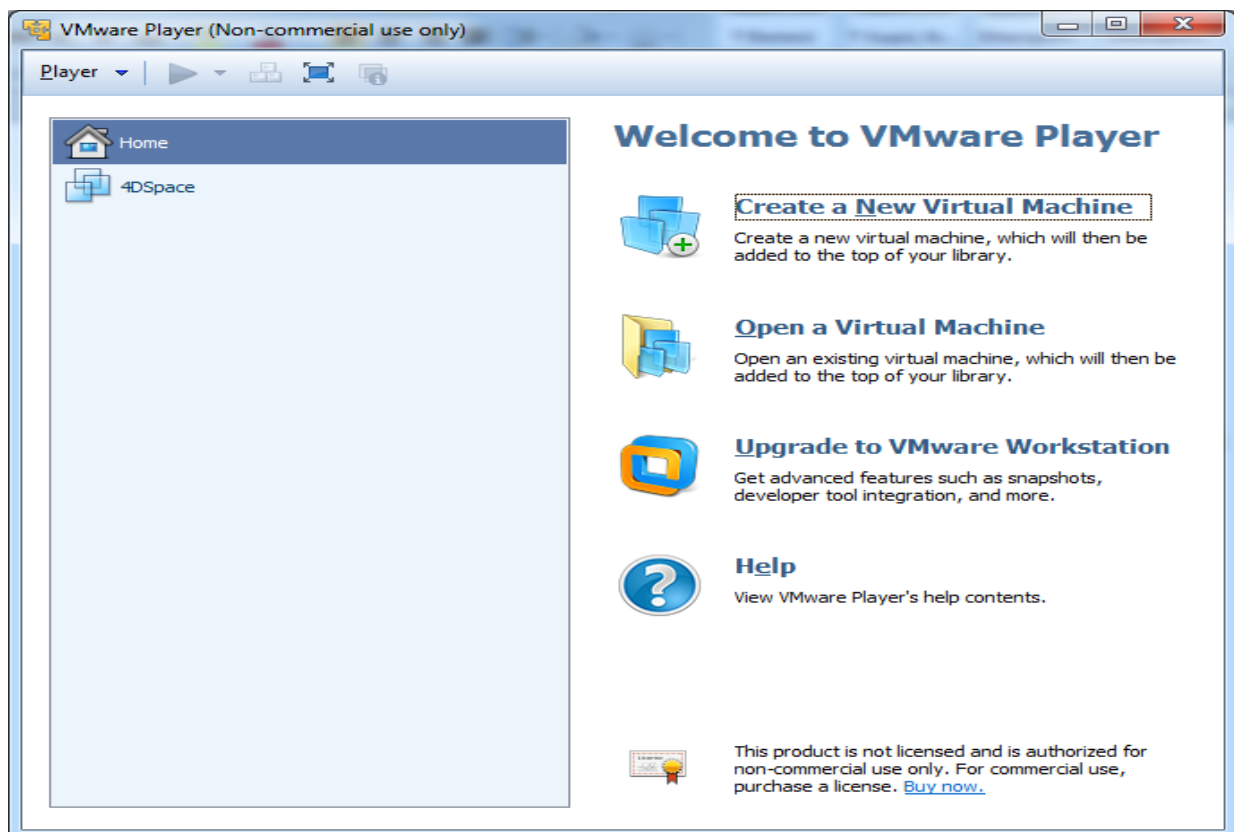 VMware Player (Non-commercial use only)
Player
Home
4DSpace
Welcome to VMware Player
Create a New Virtual Machine
Create a new virtual machine, which will then be
added to the top of your library.
Open a Virtual Machine
Open an existing virtual machine, which will then be
added to the top of your library.
Upgrade to VMware Workstation
Get advanced features such as snapshots,
developer tool integration, and more.
Help
View VMware Player's help contents.
This product is not licensed and is authorized for
non-commercial use only. For commercial use,
purchase a license. Buy now.